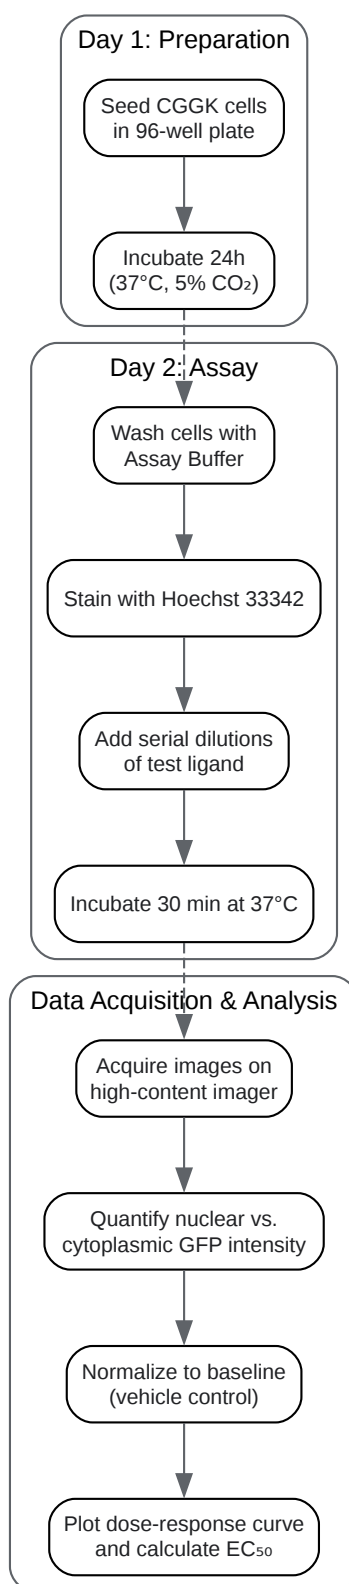 Day 1: Preparation
Seed CGGK cells
in 96-well plate
Incubate 24h
(37°C, 5% CO₂)
Day 2: Assay
Wash cells with
Assay Buffer
Stain with Hoechst 33342
Add serial dilutions
of test ligand
Incubate 30 min at 37°C
Data Acquisition & Analysis
Acquire images on
high-content imager
Quantify nuclear vs.
cytoplasmic GFP intensity
Normalize to baseline
(vehicle control)
Plot dose-response curve
and calculate EC₅₀